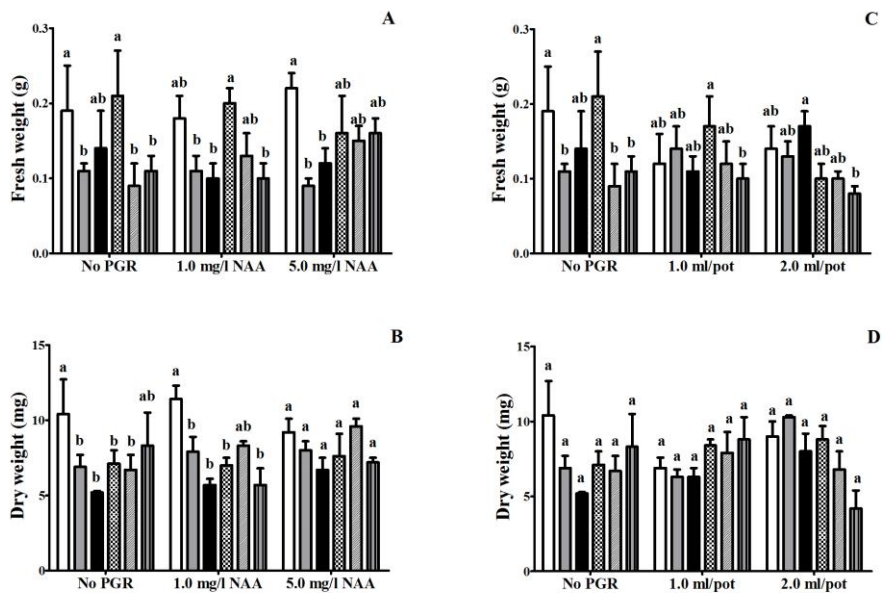 A
Fresh weight (g)
0.3
0.2
0.1
0.0
a b ab a b b ab b b a ab b a b b ab ab ab
No PGR 1.0 mg/l NAA 5.0 mg/l NAA
C
Fresh weight (g)
0.3
0.2
0.1
0.0
a b ab a b b ab ab ab a ab b ab ab a ab ab b
No PGR 1.0 ml/pot 2.0 ml/pot
B
Dry weight (mg)
15
10
5
0
a b b b b ab a b b b ab b a a a a a a
No PGR 1.0 mg/l NAA 5.0 mg/l NAA
D
Dry weight (mg)
15
10
5
0
a a a a a a a a a a a a a a a a a a
No PGR 1.0 ml/pot 2.0 ml/pot